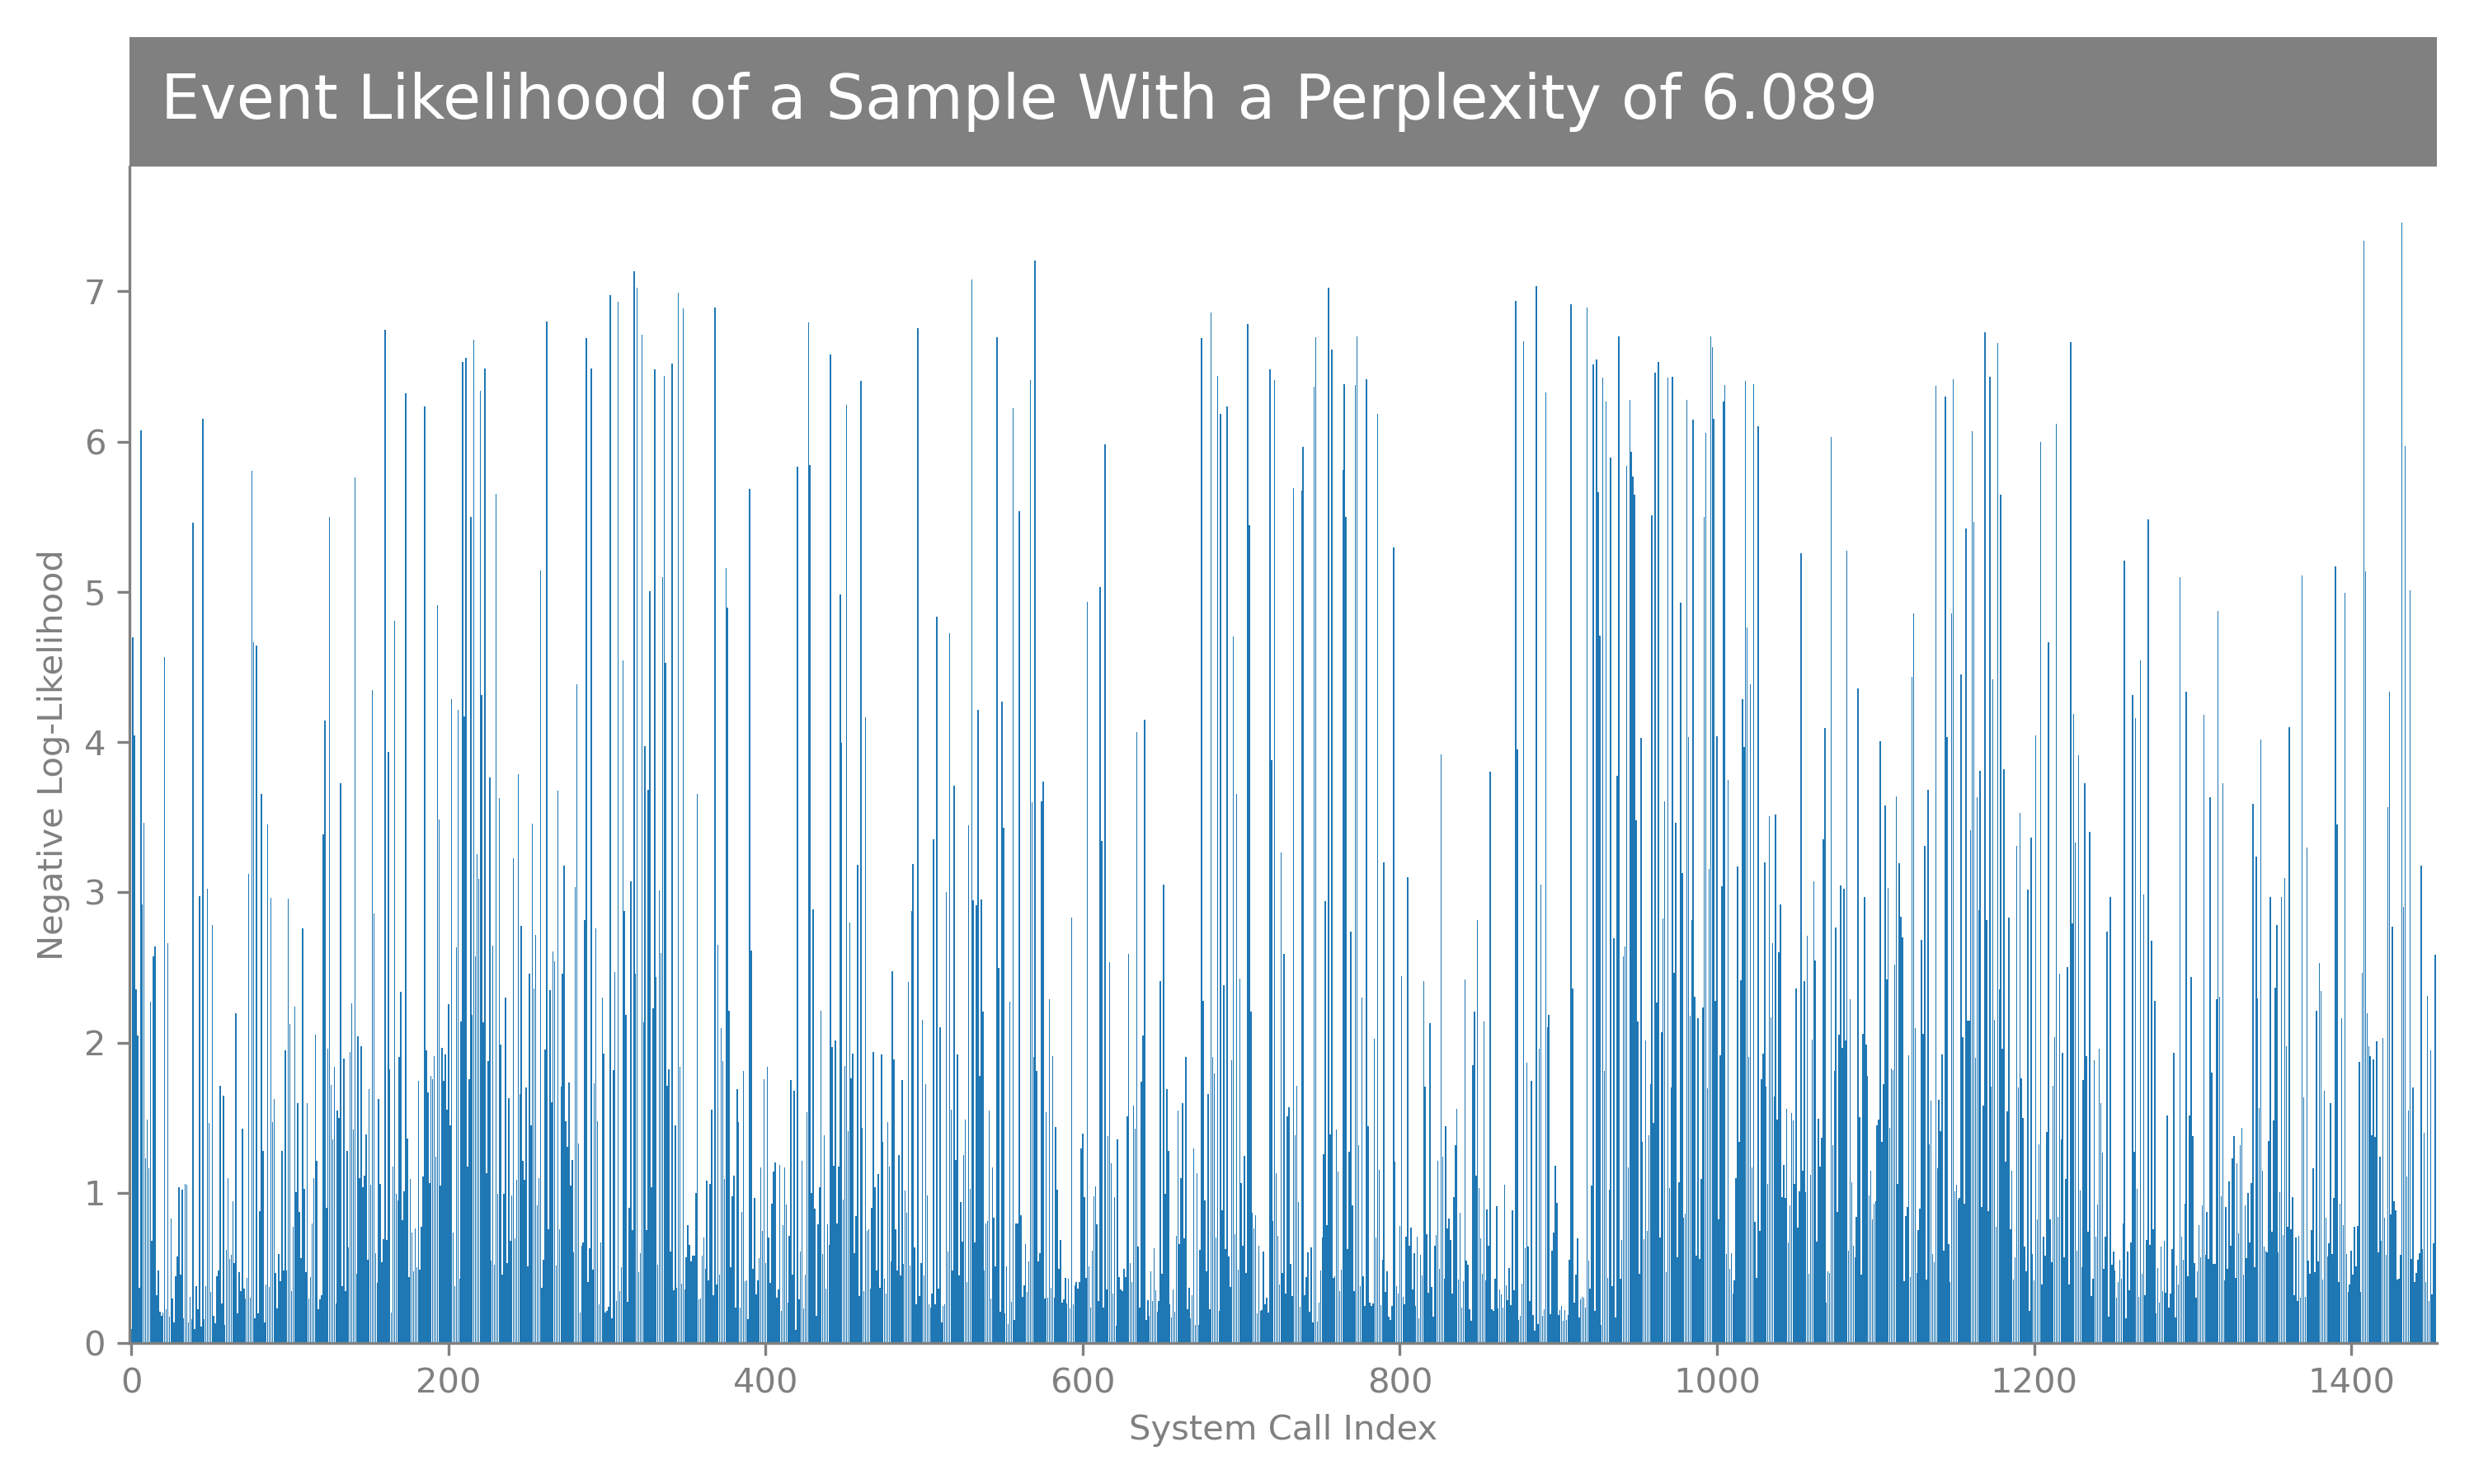 Event Likelihood of a Sample With a Perplexity of 6.089
Negative Log-Likelihood
7
6
5
4
3
2
1
0
0 200 400 600 800 1000 1200 1400
System Call Index